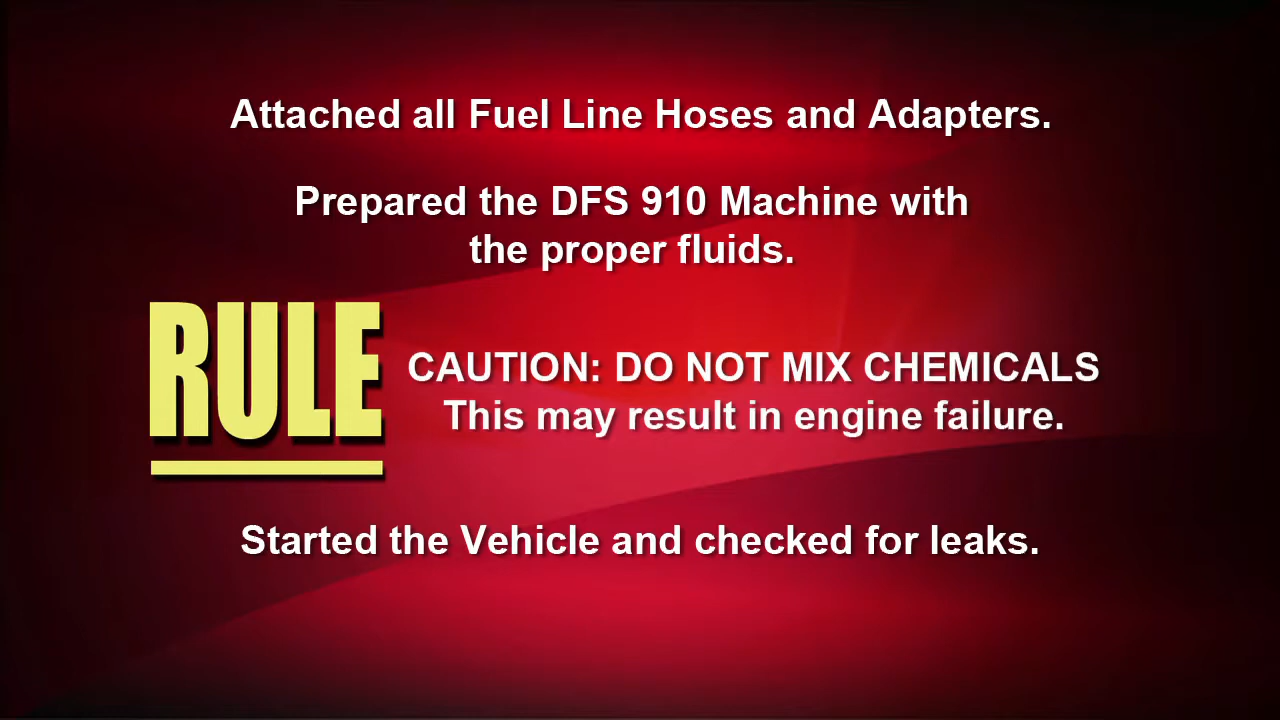 Attached all Fuel Line Hoses and Adapters.
Prepared the DFS 910 Machine with
the proper fluids.
RULE
CAUTION: DO NOT MIX CHEMICALS
This may result in engine failure.
Started the Vehicle and checked for leaks.